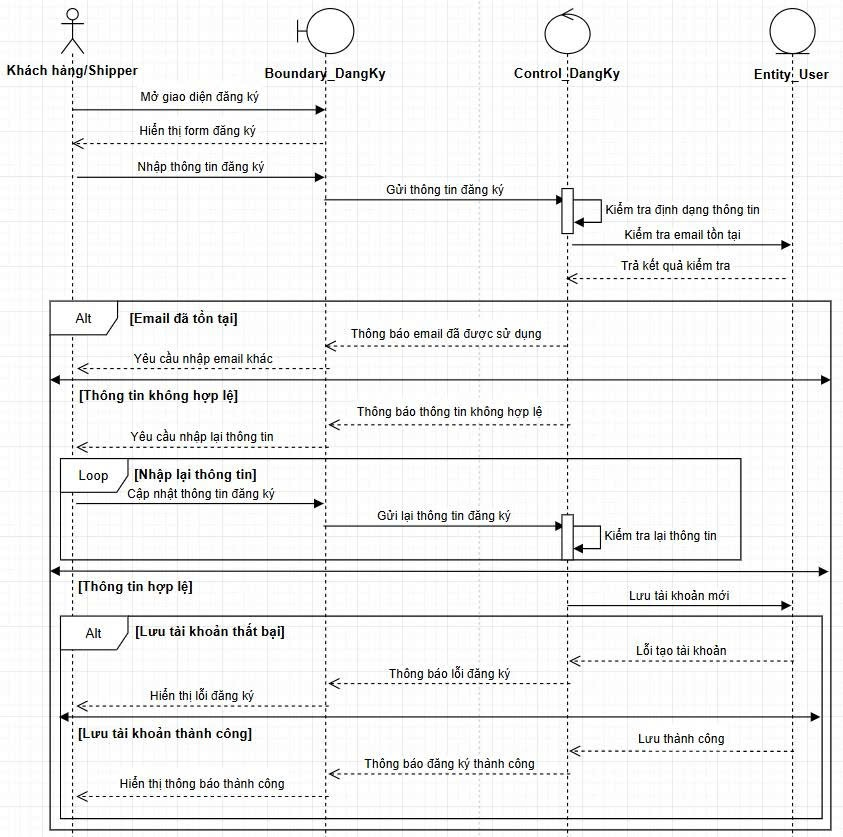 Khách hàng/Shipper
Boundary_DangKy
Control_DangKy
Entity_User
Mở giao diện đăng ký
Hiển thị form đăng ký
Nhập thông tin đăng ký
Gửi thông tin đăng ký
Kiểm tra định dạng thông tin
Kiểm tra email tồn tại
Trả kết quả kiểm tra
Alt
[Email đã tồn tại]
Thông báo email đã được sử dụng
Yêu cầu nhập email khác
[Thông tin không hợp lệ]
Thông báo thông tin không hợp lệ
Yêu cầu nhập lại thông tin
Loop
[Nhập lại thông tin]
Cập nhật thông tin đăng ký
Gửi lại thông tin đăng ký
Kiểm tra lại thông tin
[Thông tin hợp lệ]
Lưu tài khoản mới
Alt
[Lưu tài khoản thất bại]
Lỗi tạo tài khoản
Thông báo lỗi đăng ký
Hiển thị lỗi đăng ký
[Lưu tài khoản thành công]
Lưu thành công
Thông báo đăng ký thành công
Hiển thị thông báo thành công